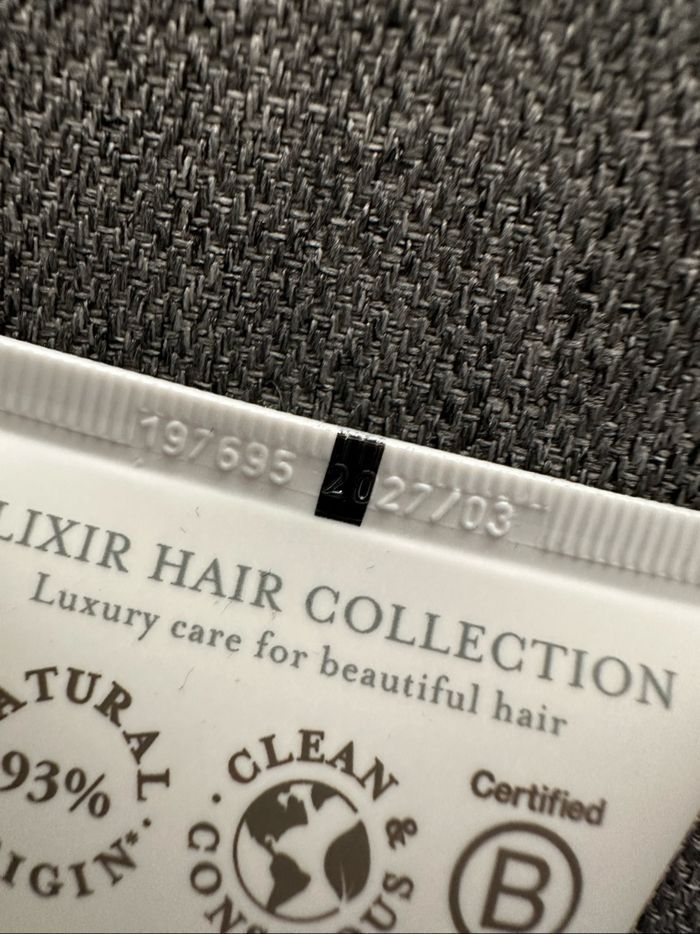 197695 2027/03
LIXIR HAIR COLLECTION
Luxury care for beautiful hair
ATURAL
93%
IGIN*
CLEAN &
Certified
B